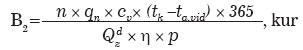 B₂ = n × qₙ × cᵥ × (tₖ – tₐ.ᵥᵢd) × 365 / (Q_z^d × η × p) , kur